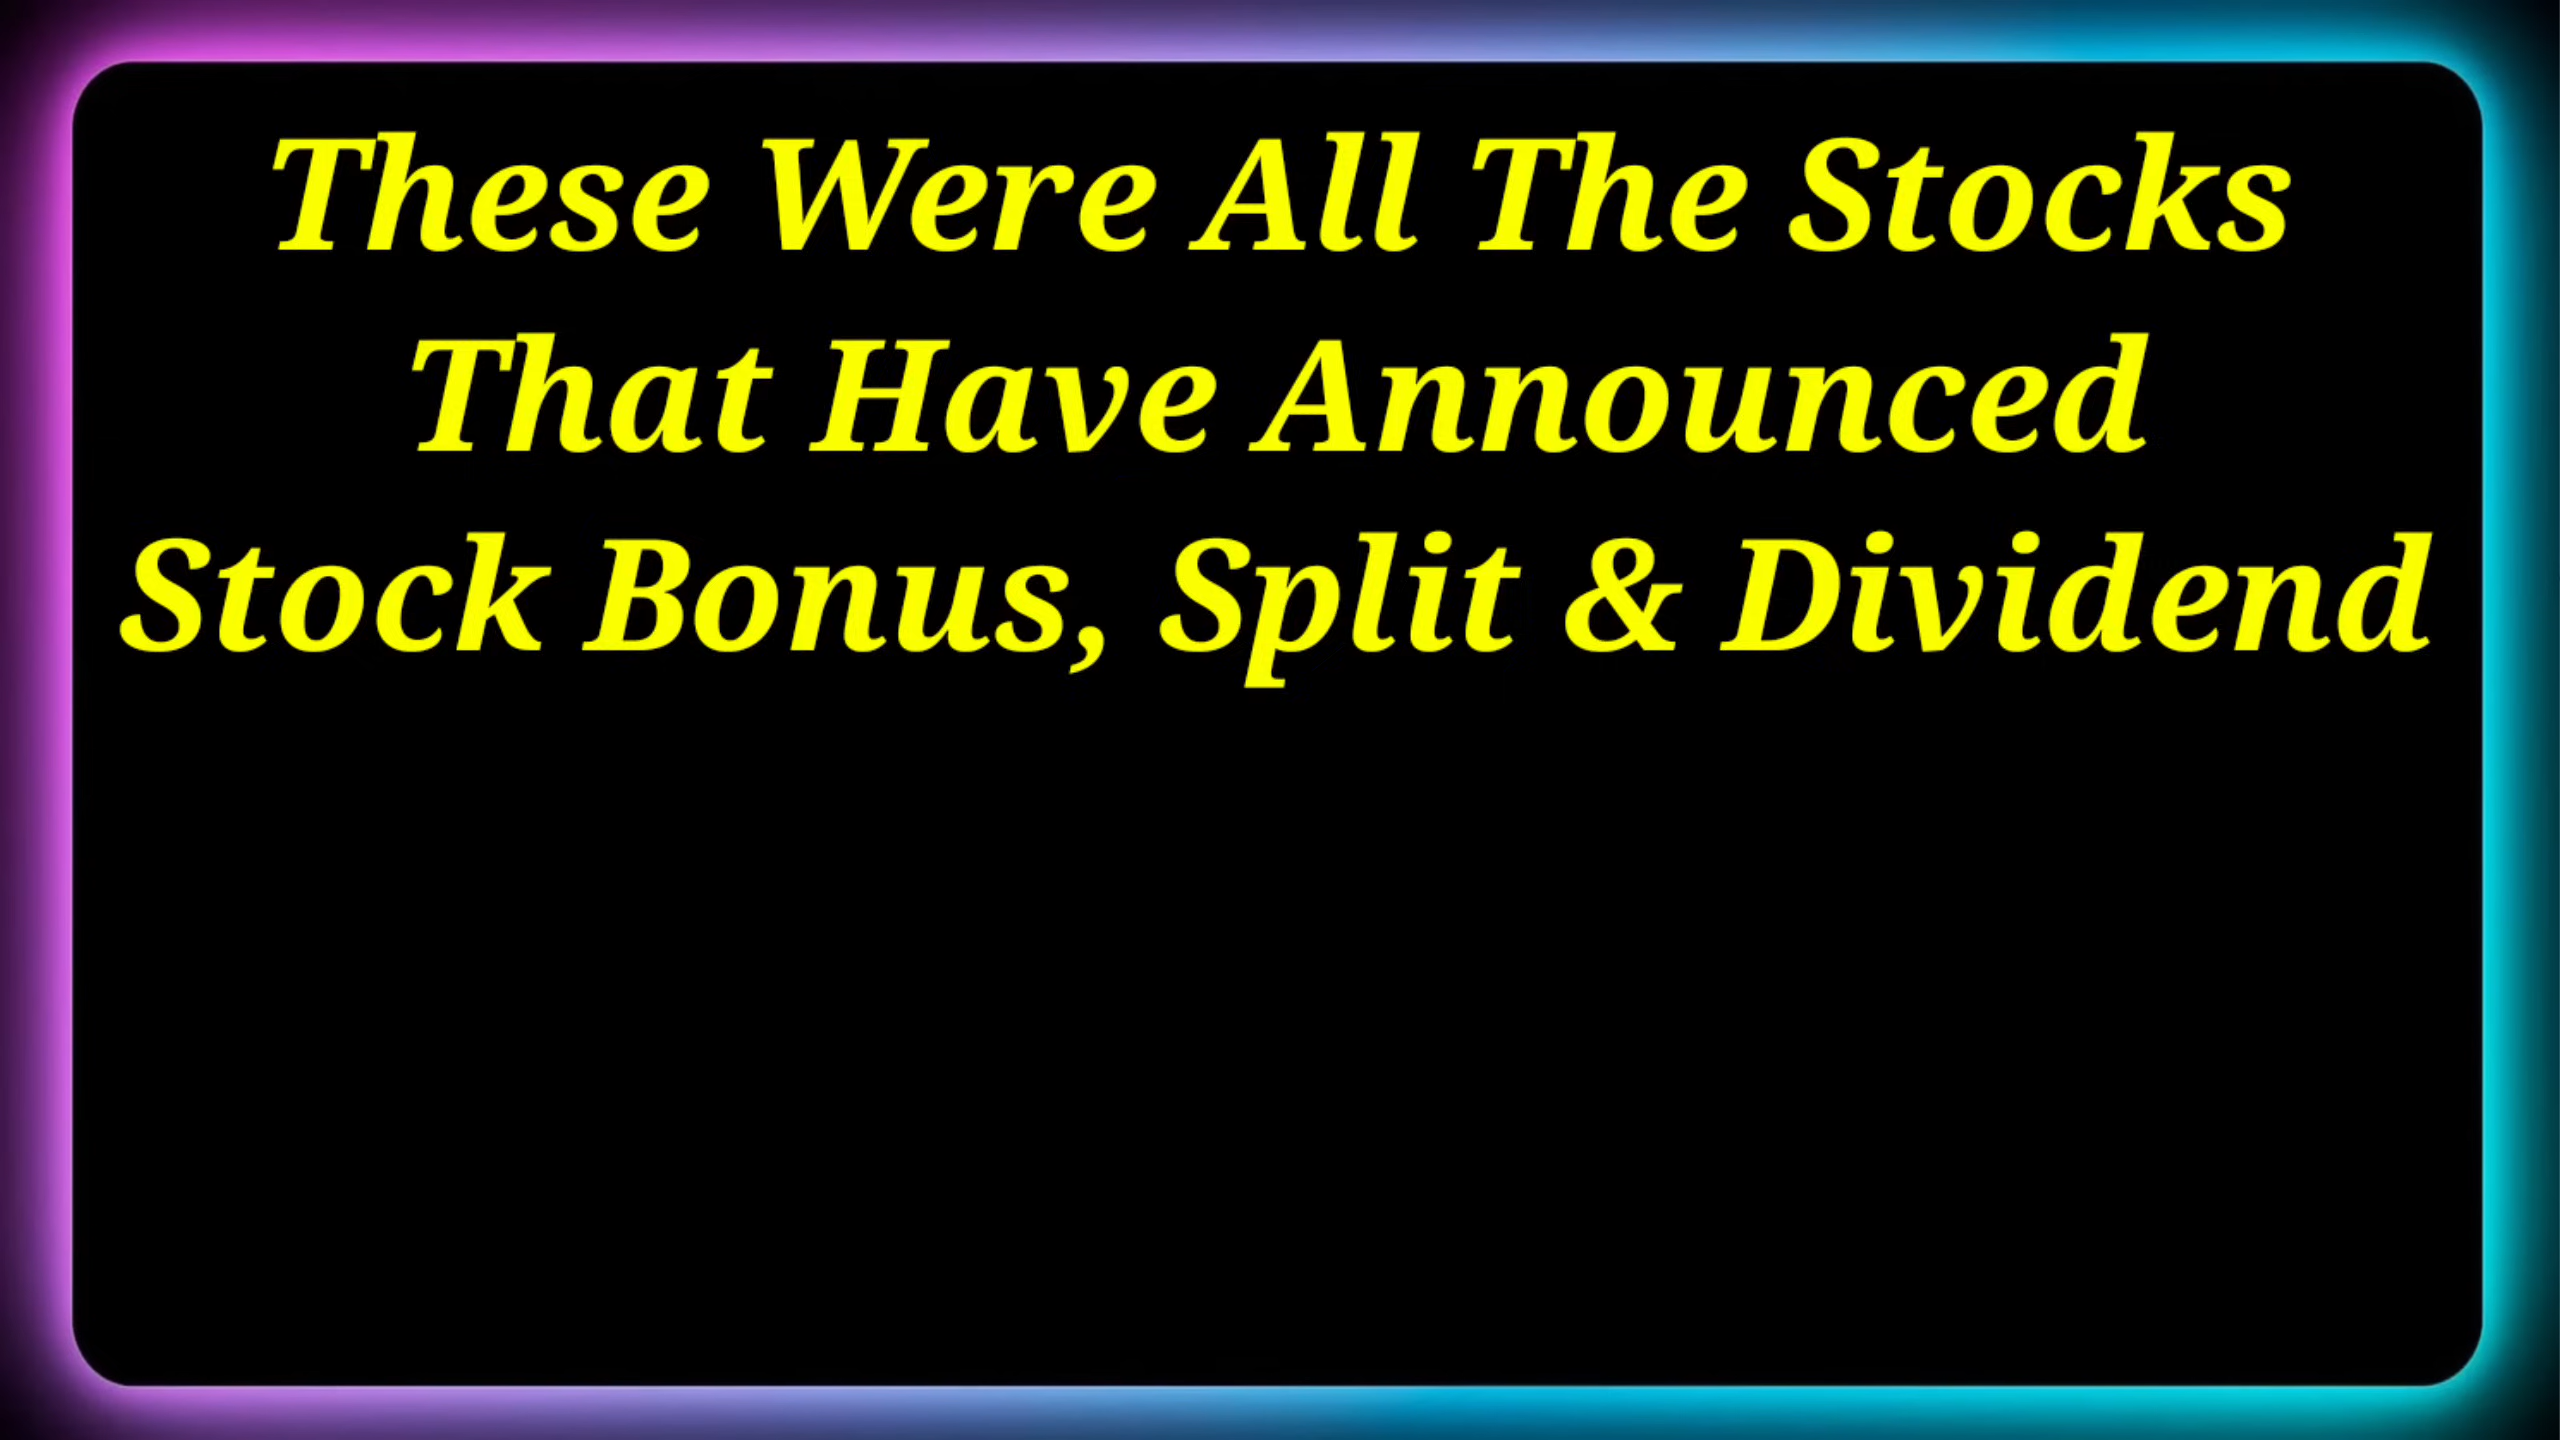 These Were All The Stocks
That Have Announced
Stock Bonus, Split & Dividend